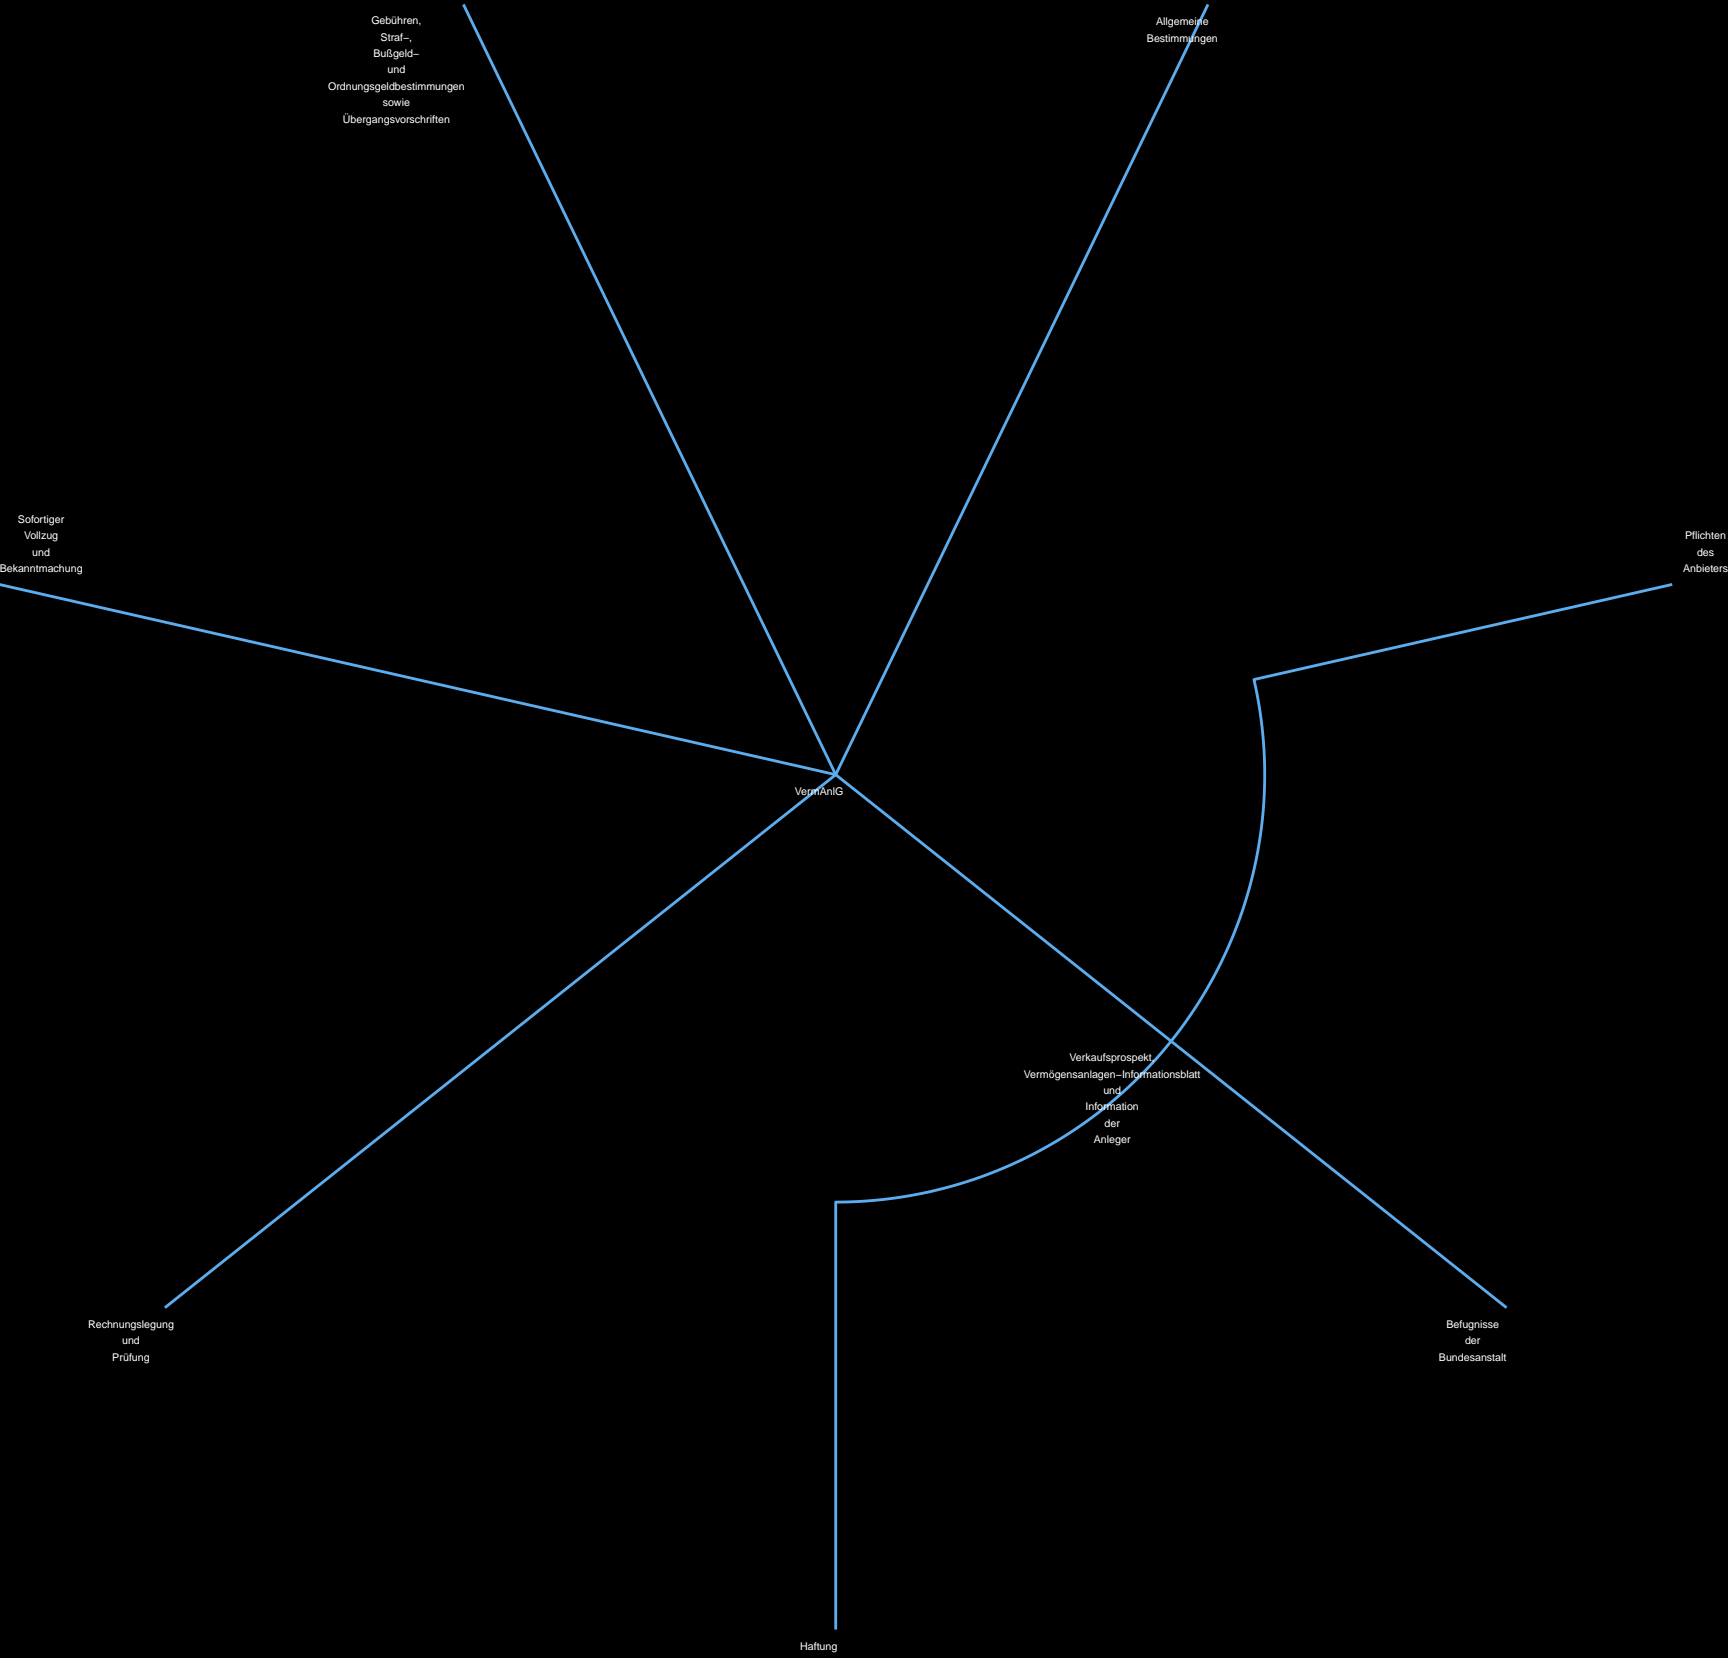 Gebühren,
Straf−,
Bußgeld−
und
Ordnungsgeldbestimmungen
sowie
Übergangsvorschriften
Allgemeine
Bestimmungen
Sofortiger
Vollzug
und
Bekanntmachung
Pflichten
des
Anbieters
VermAnlG
Verkaufsprospekt,
Vermögensanlagen−Informationsblatt
und
Information
der
Anleger
Rechnungslegung
und
Prüfung
Befugnisse
der
Bundesanstalt
Haftung